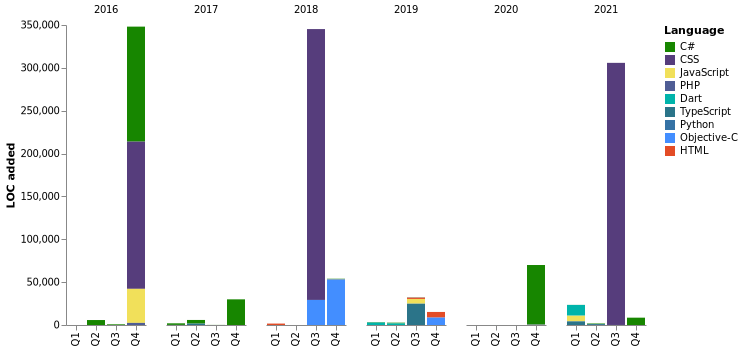 2016 2017 2018 2019 2020 2021
Language
C#
CSS
JavaScript
PHP
Dart
TypeScript
Python
Objective-C
HTML
LOC added
350,000
300,000
250,000
200,000
150,000
100,000
50,000
0
Q1 Q2 Q3 Q4 Q1 Q2 Q3 Q4 Q1 Q2 Q3 Q4 Q1 Q2 Q3 Q4 Q1 Q2 Q3 Q4 Q1 Q2 Q3 Q4